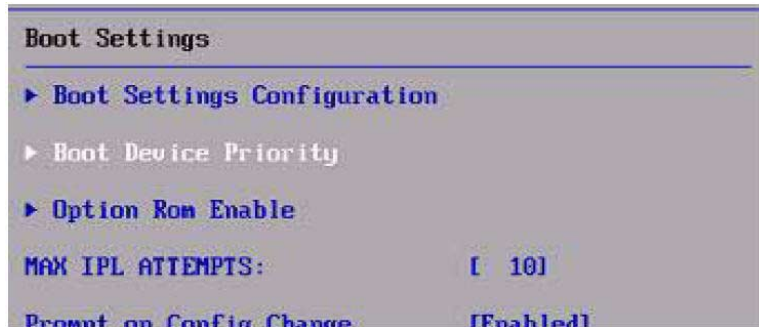 Boot Settings
▶ Boot Settings Configuration
▶ Boot Device Priority
▶ Option Rom Enable
MAX IPL ATTEMPTS: [ 10]
Prompt on Config Change [Enabled]